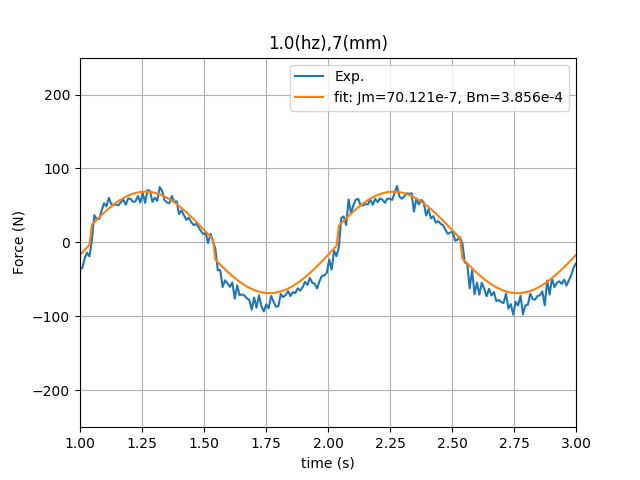 1.0(hz),7(mm)
Exp.
fit: Jm=70.121e-7, Bm=3.856e-4
200
100
0
−100
−200
Force (N)
1.00 1.25 1.50 1.75 2.00 2.25 2.50 2.75 3.00
time (s)